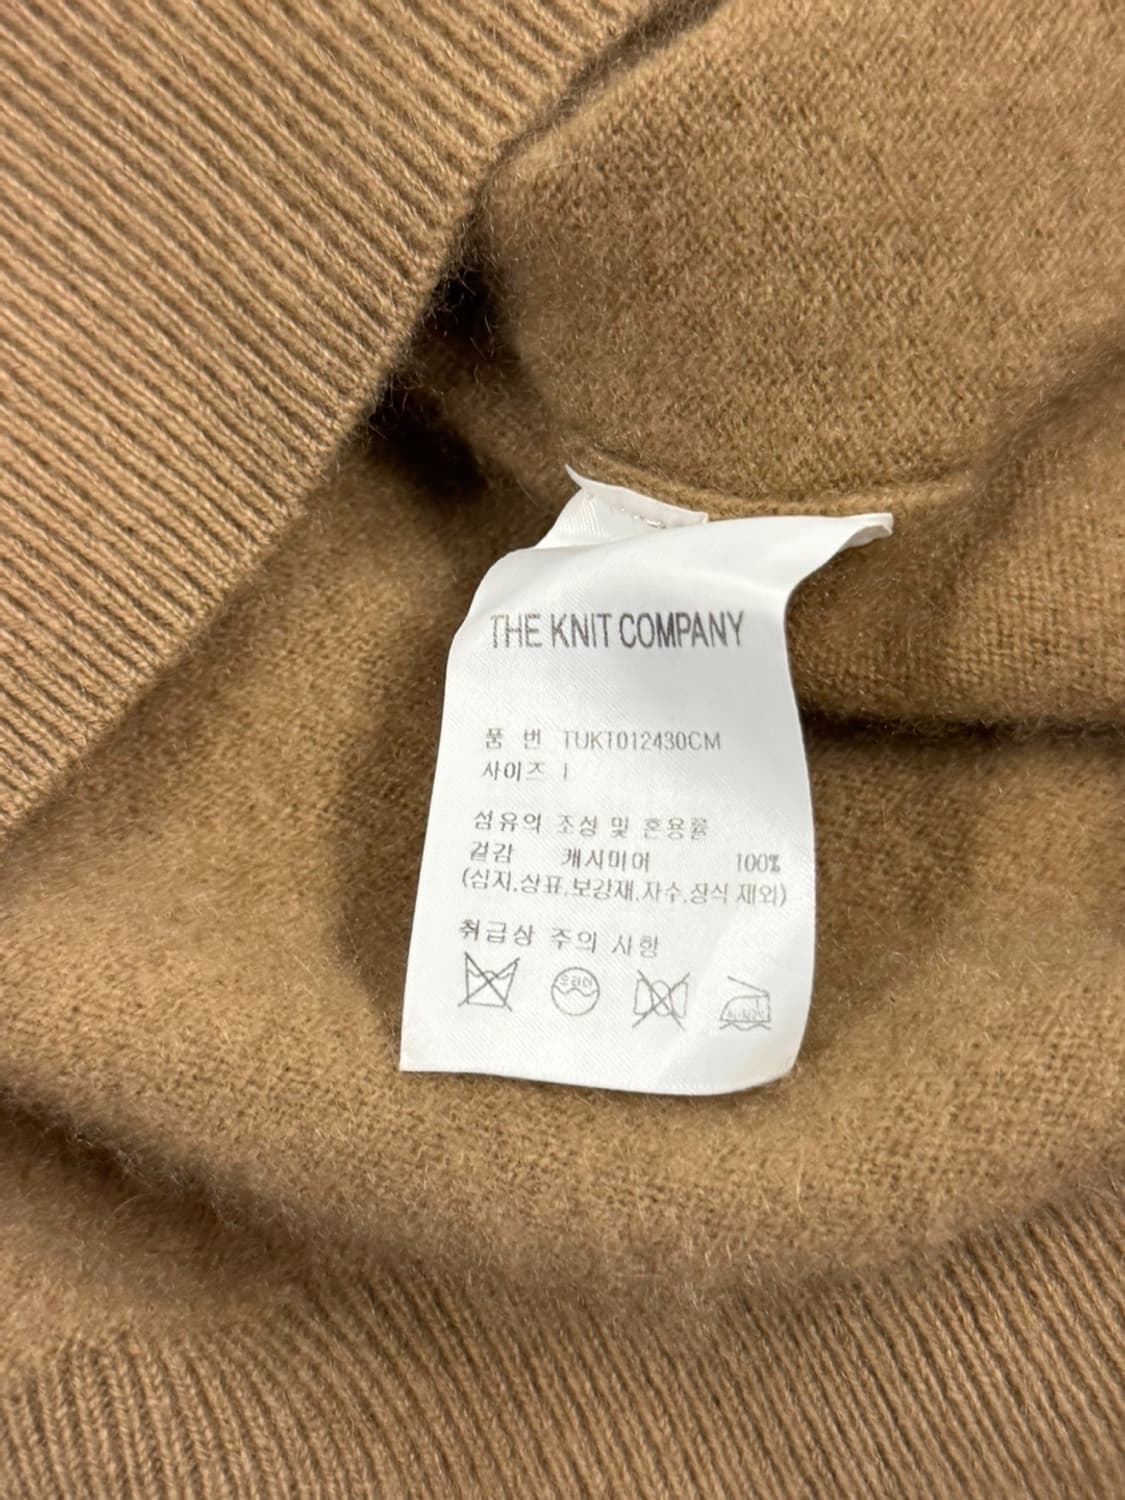 THE KNIT COMPANY
품 번 TUKT012430CM
사이즈
섬유의 조성 및 혼용률
겉감 캐시미어 100%
(심지,상표,보강재,자수,장식 제외)
취급상 주의 사항
드라이